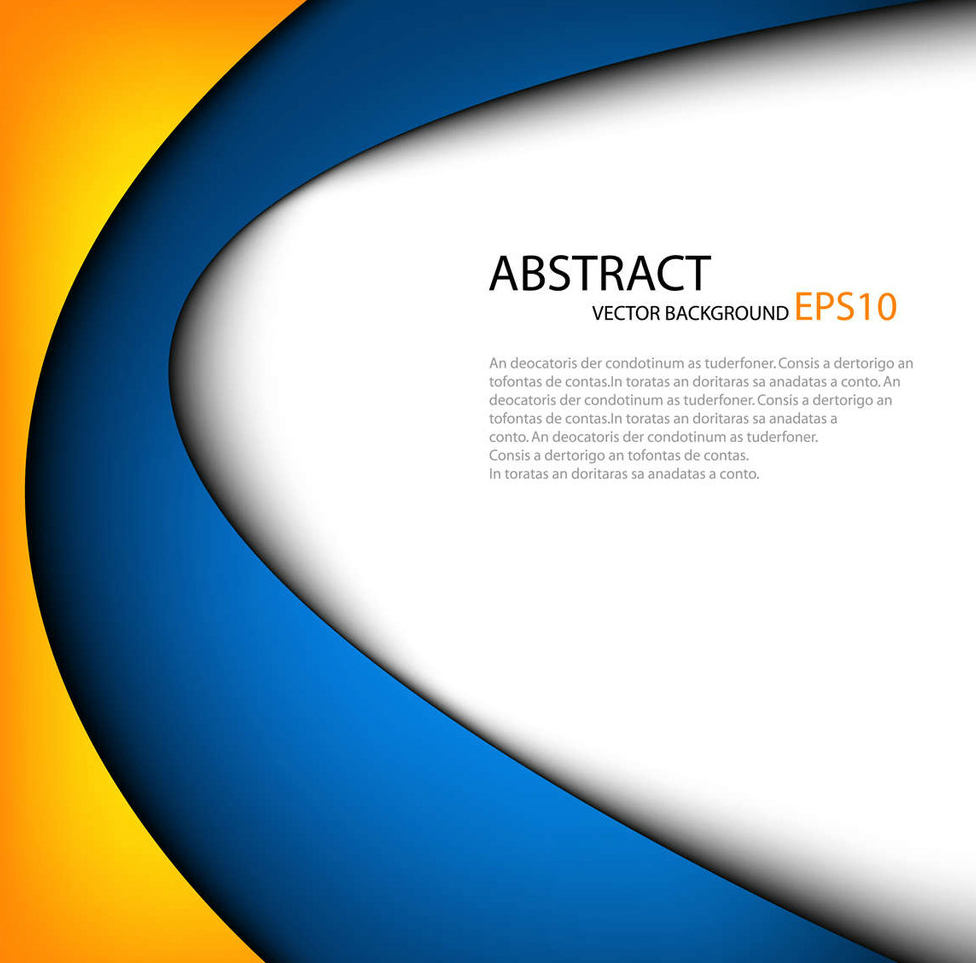 ABSTRACT
VECTOR BACKGROUND EPS10
An deocatoris der condotinum as tuderfoner. Consis a dertorigo an
tofontas de contas.In toratas an doritaras sa anadatas a conto. An
deocatoris der condotinum as tuderfoner. Consis a dertorigo an
tofontas de contas.In toratas an doritaras sa anadatas a
conto. An deocatoris der condotinum as tuderfoner.
Consis a dertorigo an tofontas de contas.
In toratas an doritaras sa anadatas a conto.